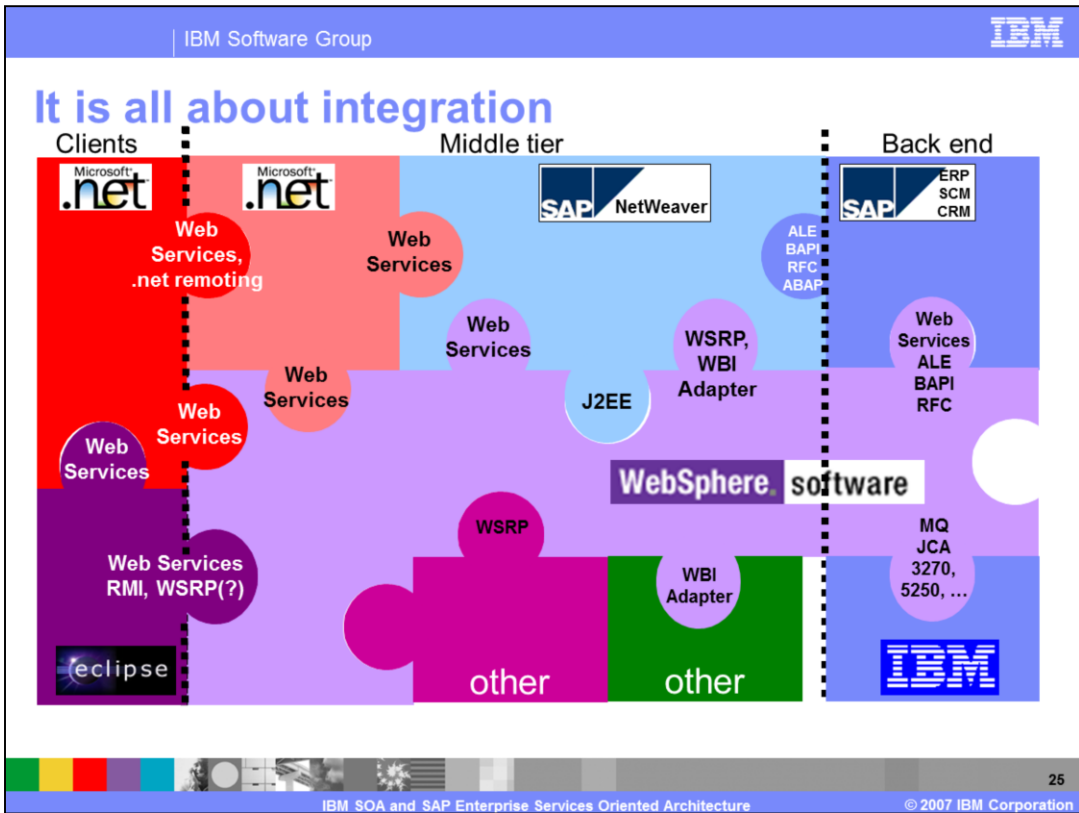 IBM Software Group
IBM
It is all about integration
Clients
Middle tier
Back end
Microsoft
.net
Microsoft
.net
SAP NetWeaver
SAP
ERP
SCM
CRM
Web
Services,
.net remoting
Web
Services
ALE
BAPI
RFC
ABAP
Web
Services
WSRP,
WBI
Adapter
Web
Services
ALE
BAPI
RFC
Web
Services
J2EE
Web
Services
Web
Services
WebSphere. software
WSRP
MQ
JCA
3270,
5250, ...
Web Services
RMI, WSRP(?)
WBI
Adapter
eclipse
other
other
IBM
25
IBM SOA and SAP Enterprise Services Oriented Architecture
© 2007 IBM Corporation